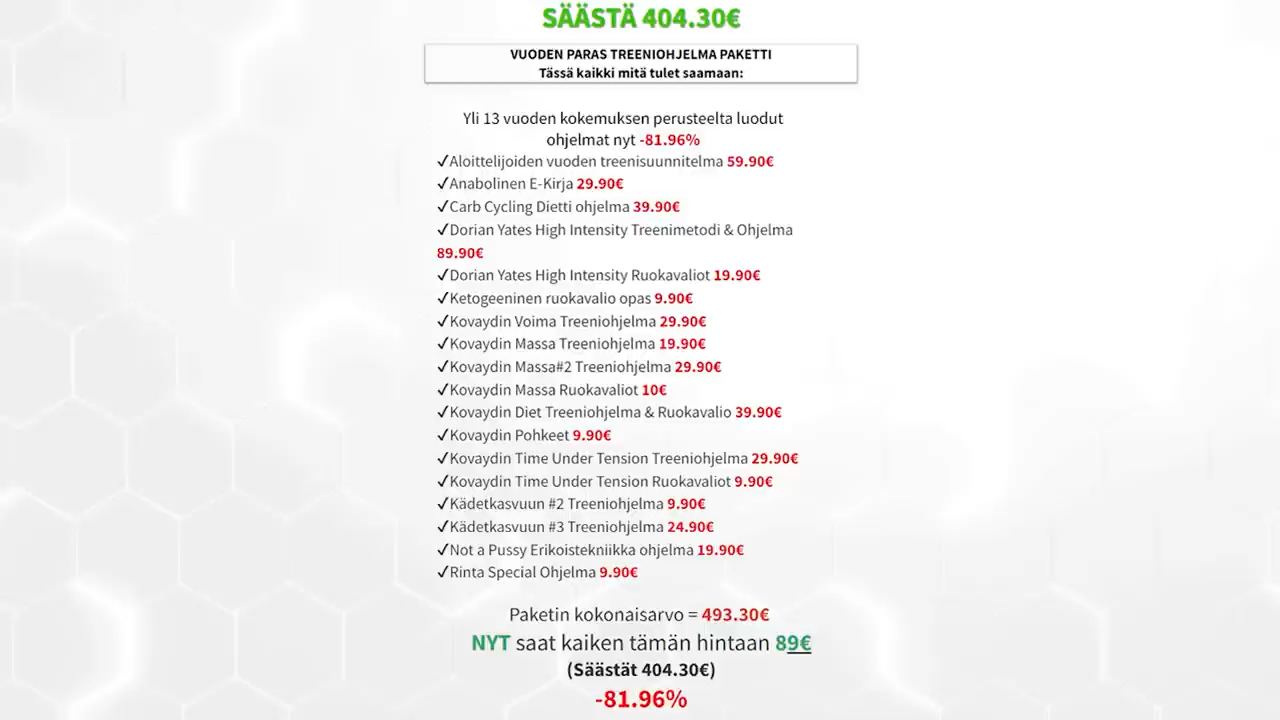 SÄÄSTÄ 404.30€
VUODEN PARAS TREENIOHJELMA PAKETTI
Tässä kaikki mitä tulet saamaan:
Yli 13 vuoden kokemuksen perusteelta luodut
ohjelmat nyt -81.96%
✓Aloittelijoiden vuoden treenisuunnitelma 59.90€
✓Anabolinen E-Kirja 29.90€
✓Carb Cycling Dietti ohjelma 39.90€
✓Dorian Yates High Intensity Treenimetodi & Ohjelma
89.90€
✓Dorian Yates High Intensity Ruokavaliot 19.90€
✓Ketogeeninen ruokavalio opas 9.90€
✓Kovaydin Voima Treeniohjelma 29.90€
✓Kovaydin Massa Treeniohjelma 19.90€
✓Kovaydin Massa#2 Treeniohjelma 29.90€
✓Kovaydin Massa Ruokavaliot 10€
✓Kovaydin Diet Treeniohjelma & Ruokavalio 39.90€
✓Kovaydin Pohkeet 9.90€
✓Kovaydin Time Under Tension Treeniohjelma 29.90€
✓Kovaydin Time Under Tension Ruokavaliot 9.90€
✓Kädetkasvuun #2 Treeniohjelma 9.90€
✓Kädetkasvuun #3 Treeniohjelma 24.90€
✓Not a Pussy Erikoistekniikka ohjelma 19.90€
✓Rinta Special Ohjelma 9.90€
Paketin kokonaisarvo = 493.30€
NYT saat kaiken tämän hintaan 89€
(Säästät 404.30€)
-81.96%